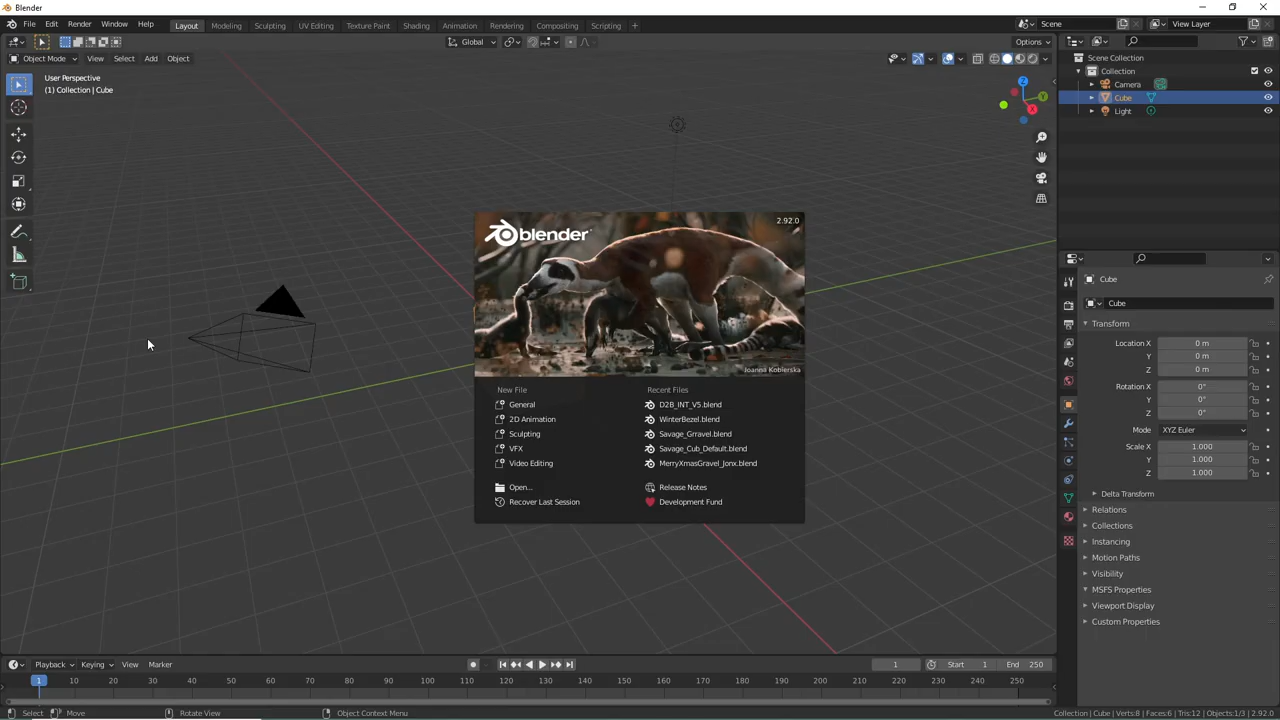 Blender
File Edit Render Window Help Layout Modeling Sculpting UV Editing Texture Paint Shading Animation Rendering Compositing Scripting + Scene View Layer
Global Options
Object Mode View Select Add Object
User Perspective
(1) Collection | Cube
Z
Y
X
Scene Collection
Collection
Camera
Cube
Light
2.92.0
blender
Joanna Kobierska
New File
General
2D Animation
Sculpting
VFX
Video Editing
Open...
Recover Last Session
Recent Files
D2B_INT_V5.blend
WinterBezel.blend
Savage_Grravel.blend
Savage_Cub_Default.blend
MerryXmasGravel_Jonx.blend
Release Notes
Development Fund
Cube
Cube
Transform
Location X 0 m
Y 0 m
Z 0 m
Rotation X 0°
Y 0°
Z 0°
Mode XYZ Euler
Scale X 1.000
Y 1.000
Z 1.000
Delta Transform
Relations
Collections
Instancing
Motion Paths
Visibility
MSFS Properties
Viewport Display
Custom Properties
Playback Keying View Marker 1 Start 1 End 250
1 10 20 30 40 50 60 70 80 90 100 110 120 130 140 150 160 170 180 190 200 210 220 230 240 250
Select Move Rotate View Object Context Menu Collection | Cube | Verts:8 | Faces:6 | Tris:12 | Objects:1/3 | 2.92.0